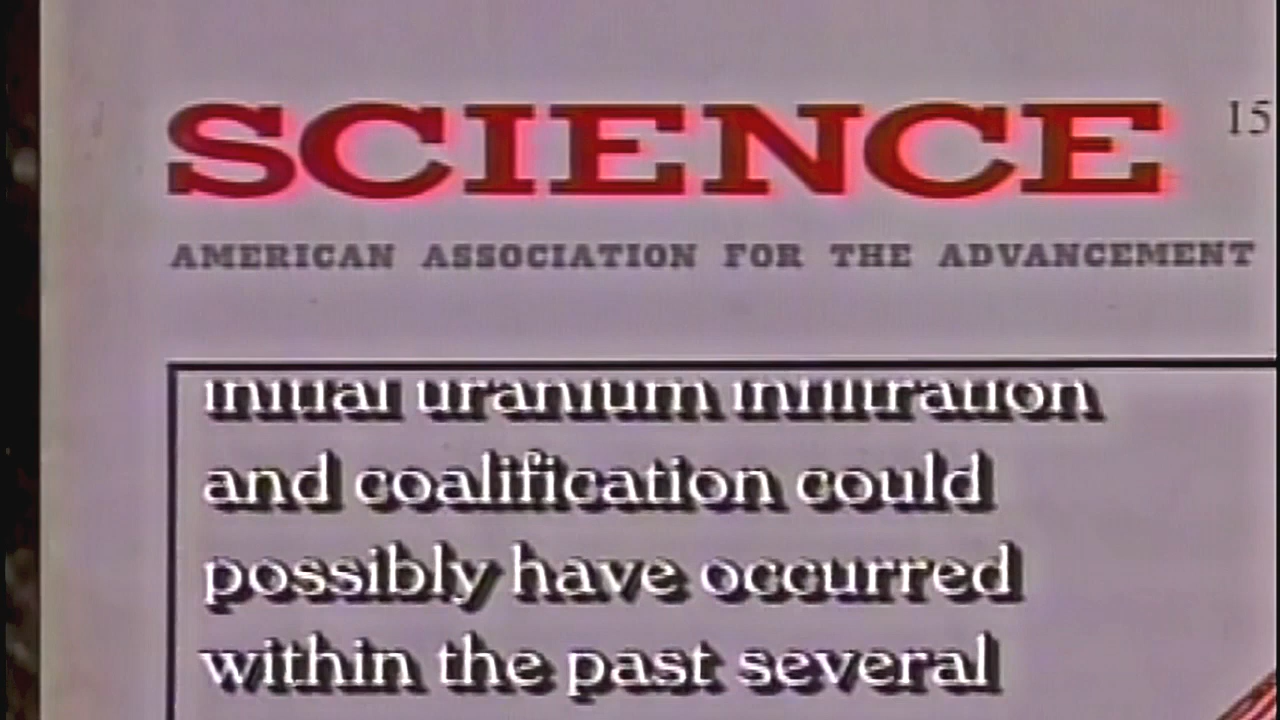 SCIENCE
15
AMERICAN ASSOCIATION FOR THE ADVANCEMENT
initial uranium infiltration
and coalification could
possibly have occurred
within the past several